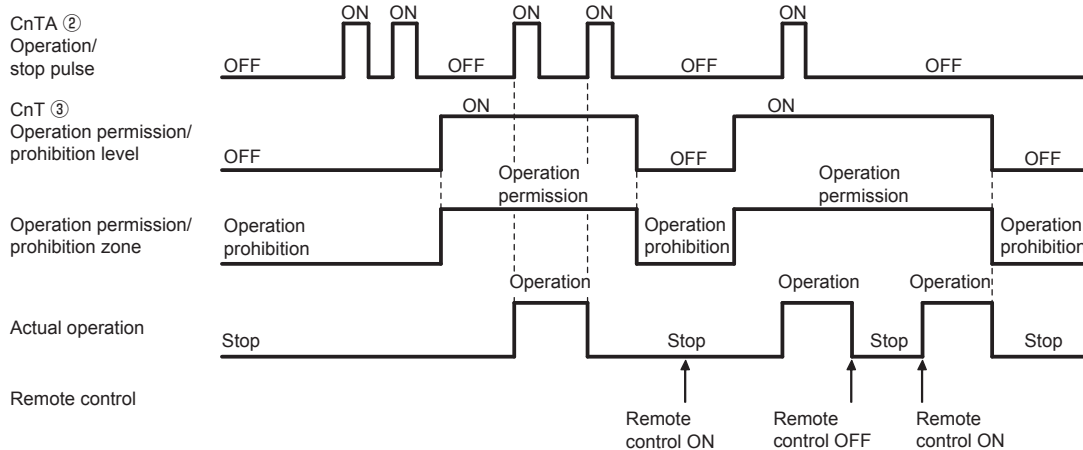 CnTA ②
Operation/
stop pulse
ON ON ON ON ON
OFF OFF OFF OFF
CnT ③
Operation permission/
prohibition level
ON ON
OFF OFF OFF
Operation
permission
Operation
permission
Operation permission/
prohibition zone
Operation
prohibition
Operation
prohibition
Operation
prohibition
Operation Operation Operation
Actual operation
Stop Stop Stop Stop
Remote control
Remote
control ON
Remote
control OFF
Remote
control ON